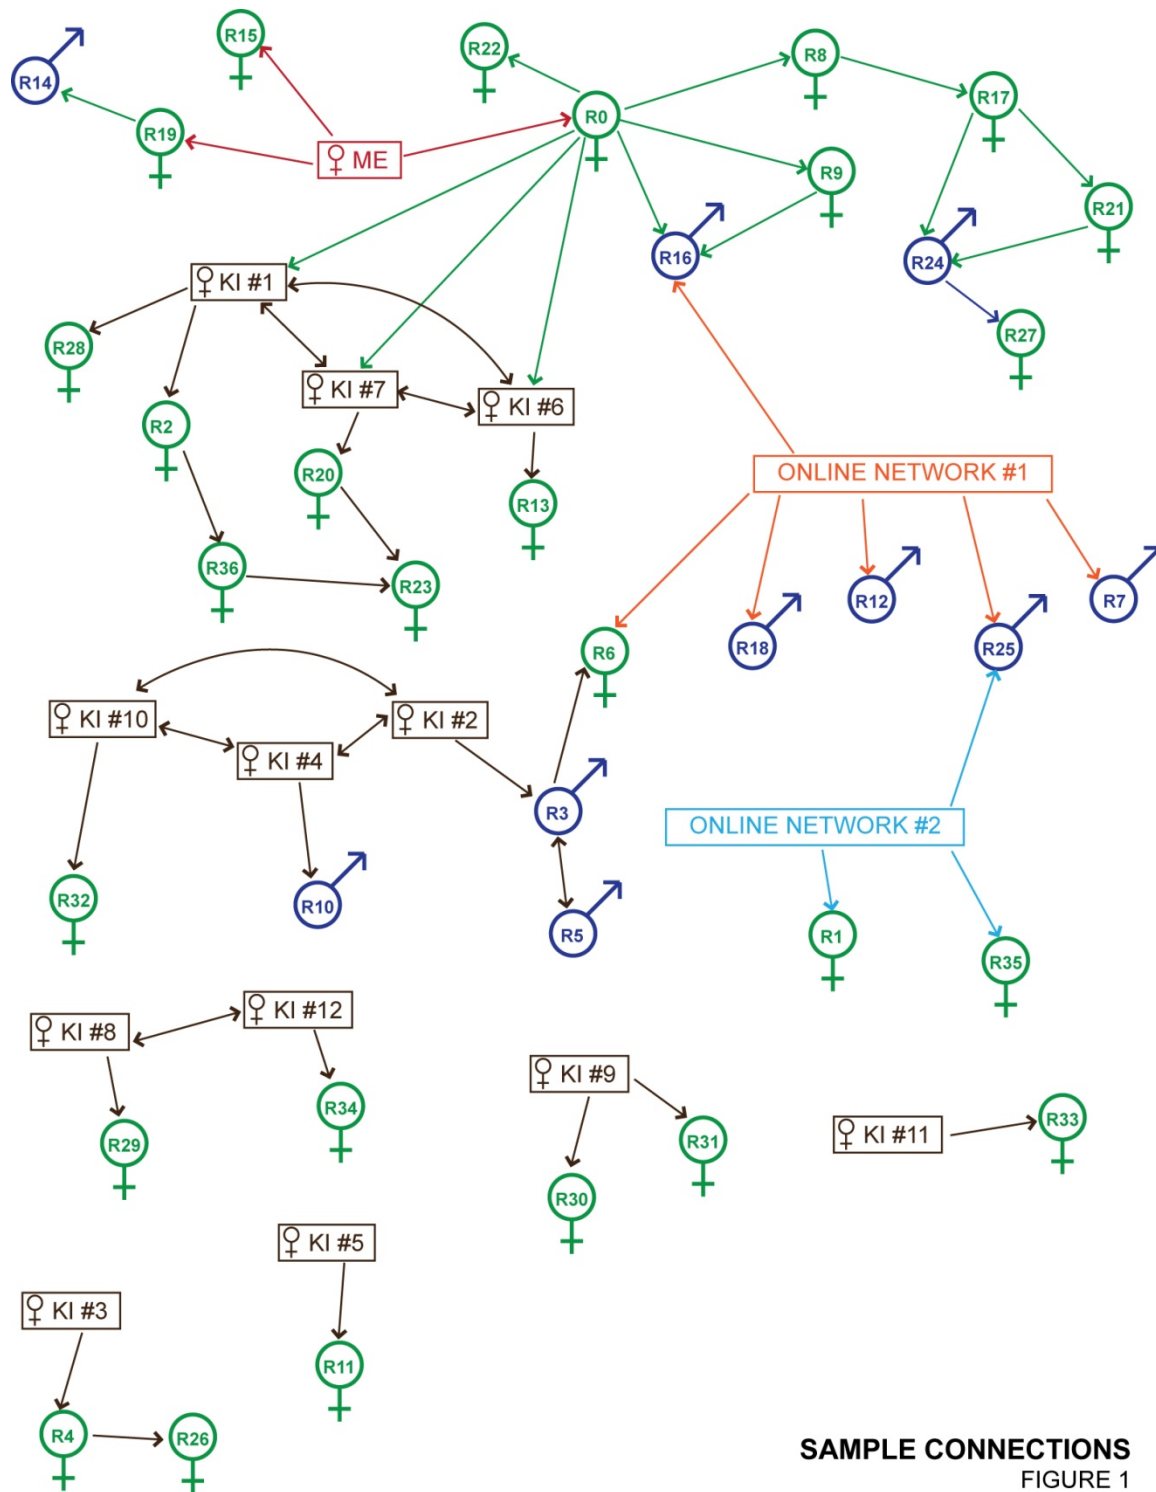 R15
R22
R8
R14
R17
R0
R19
♀ ME
R9
R21
R16
R24
♀ KI #1
R27
R28
♀ KI #7
♀ KI #6
R2
R20
ONLINE NETWORK #1
R13
R36
R23
R12
R7
R6
R18
R25
♀ KI #10
♀ KI #2
♀ KI #4
R3
ONLINE NETWORK #2
R32
R10
R5
R1
R35
♀ KI #12
♀ KI #8
♀ KI #9
R34
R33
♀ KI #11
R29
R31
R30
♀ KI #5
♀ KI #3
R11
R4
R26
SAMPLE CONNECTIONS
FIGURE 1